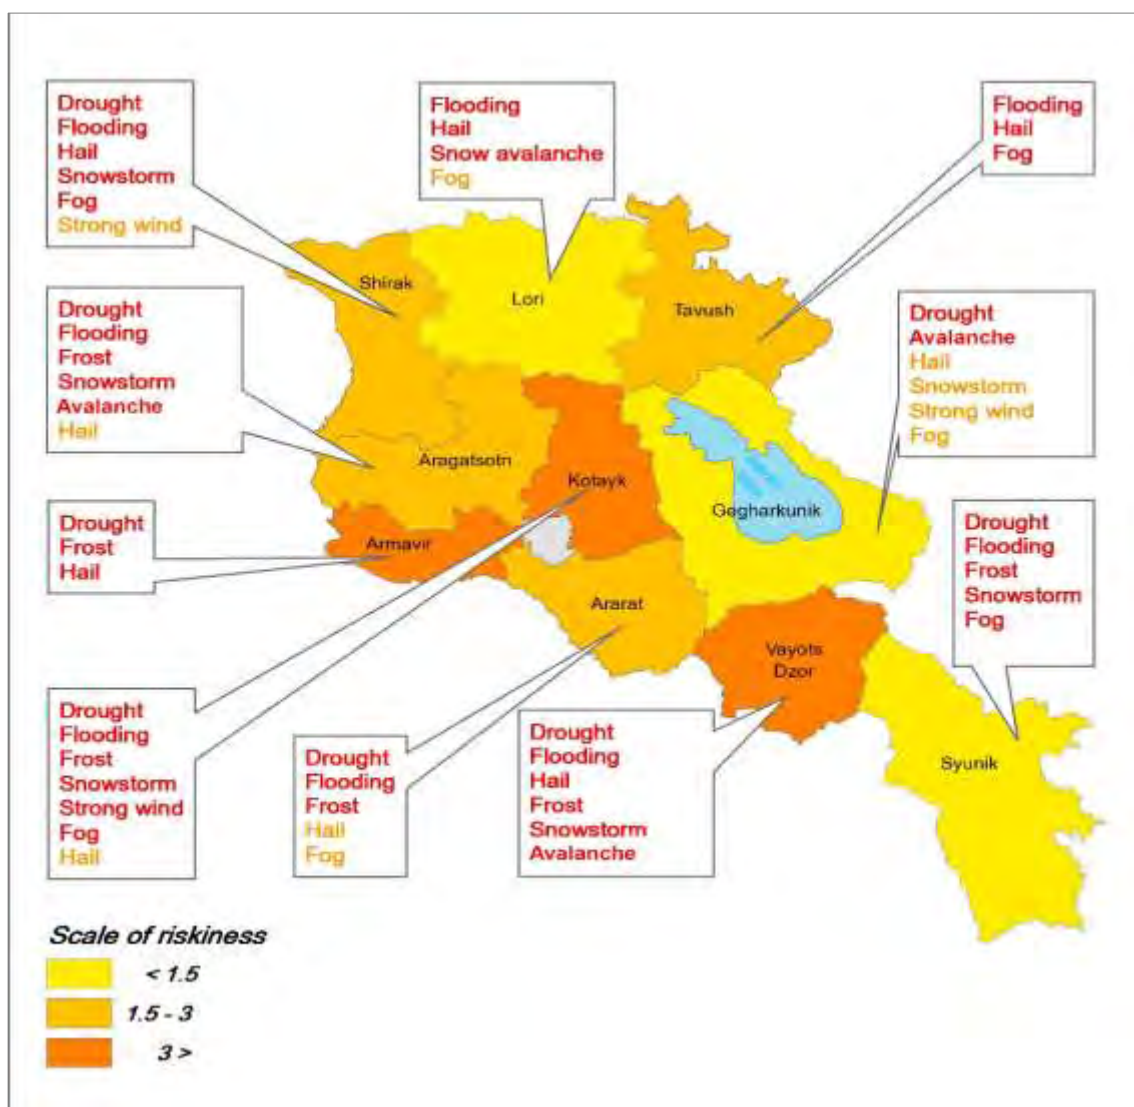 Drought
Flooding
Hail
Snowstorm
Fog
Strong wind
Flooding
Hail
Snow avalanche
Fog
Flooding
Hail
Fog
Shirak
Lori
Tavush
Drought
Flooding
Frost
Snowstorm
Avalanche
Hail
Drought
Avalanche
Hail
Snowstorm
Strong wind
Fog
Aragatsotn
Kotayk
Gegharkunik
Drought
Frost
Hail
Armavir
Drought
Flooding
Frost
Snowstorm
Fog
Ararat
Vayots
Dzor
Syunik
Drought
Flooding
Frost
Snowstorm
Strong wind
Fog
Hail
Drought
Flooding
Frost
Hail
Fog
Drought
Flooding
Hail
Frost
Snowstorm
Avalanche
Scale of riskiness
< 1.5
1.5 - 3
3 >